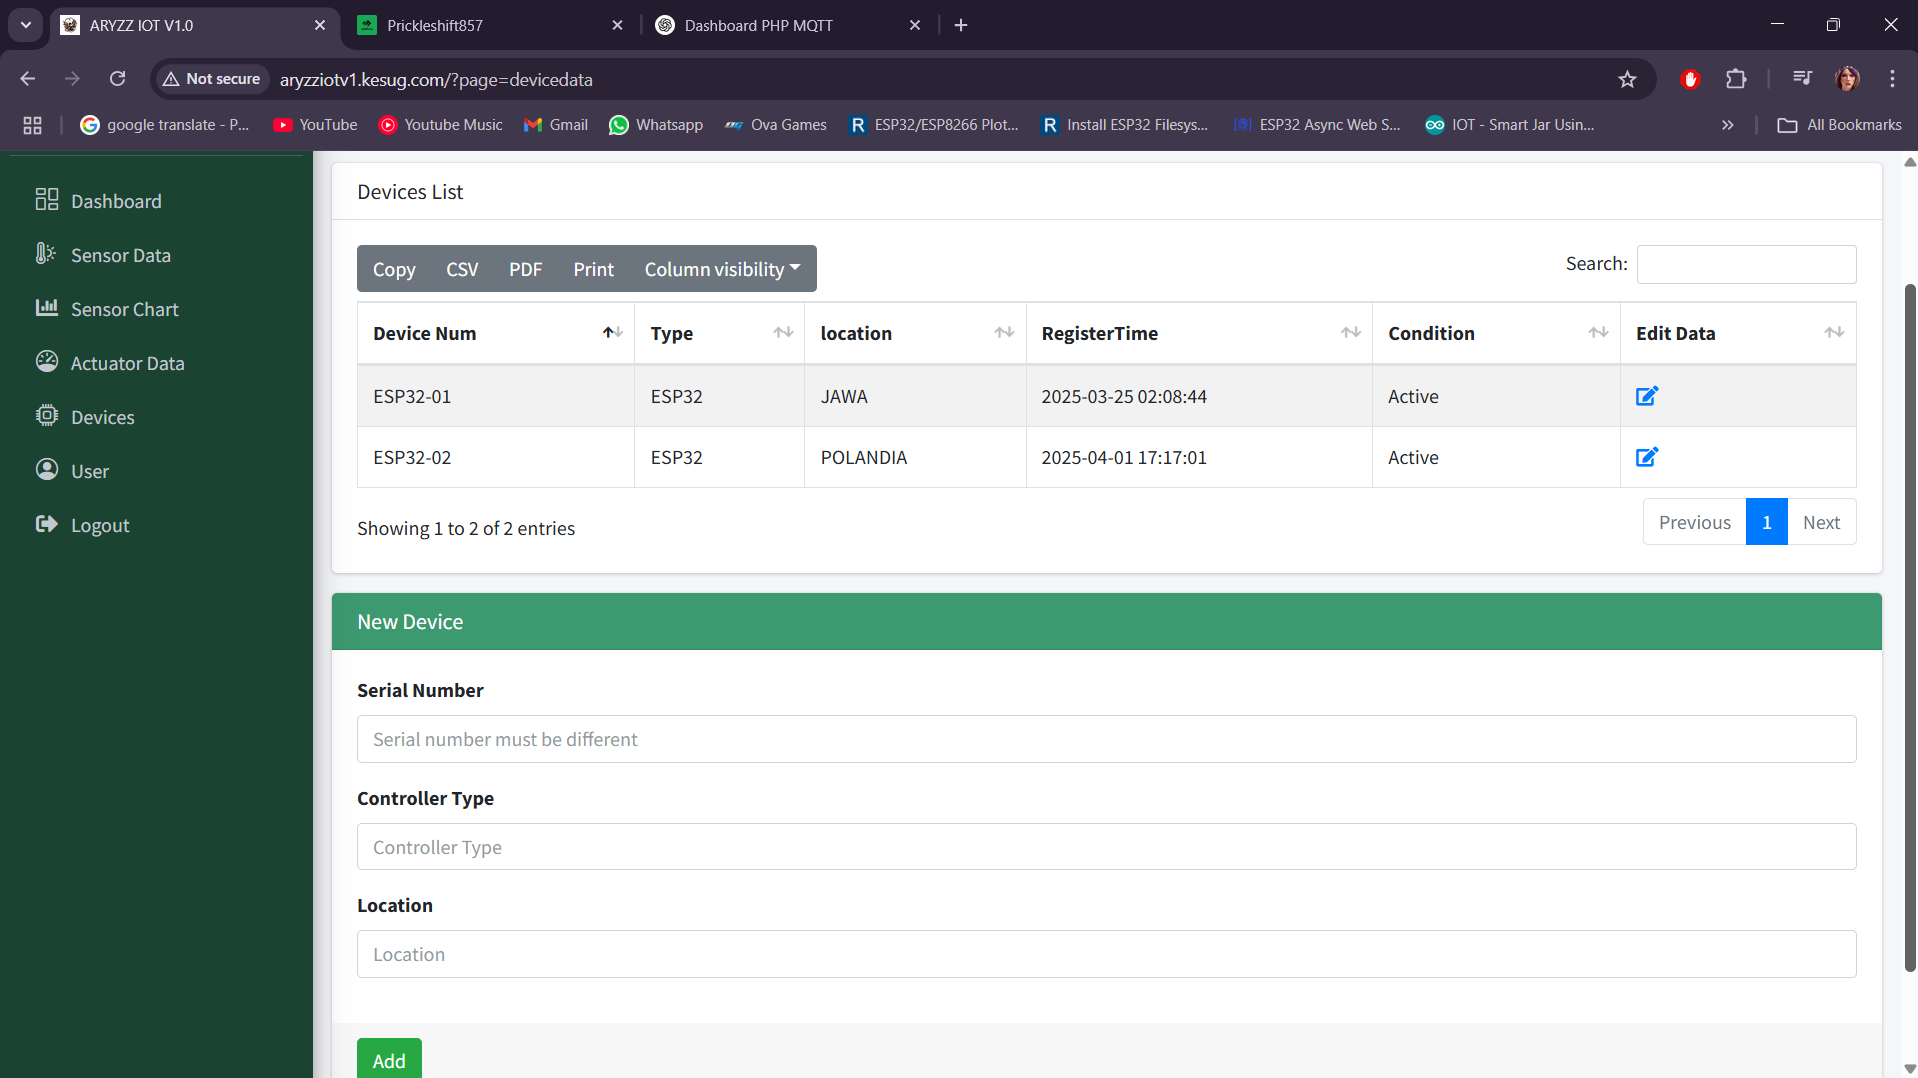 ARYZZ IOT V1.0
Prickleshift857
Dashboard PHP MQTT
Not secure
aryzziotv1.kesug.com/?page=devicedata
google translate - P...
YouTube
Youtube Music
Gmail
Whatsapp
Ova Games
ESP32/ESP8266 Plot...
Install ESP32 Filesys...
ESP32 Async Web S...
IOT - Smart Jar Usin...
All Bookmarks
Dashboard
Sensor Data
Sensor Chart
Actuator Data
Devices
User
Logout
Devices List
Copy CSV PDF Print Column visibility
Search:
Device Num Type location RegisterTime Condition Edit Data
ESP32-01 ESP32 JAWA 2025-03-25 02:08:44 Active
ESP32-02 ESP32 POLANDIA 2025-04-01 17:17:01 Active
Showing 1 to 2 of 2 entries
Previous 1 Next
New Device
Serial Number
Serial number must be different
Controller Type
Controller Type
Location
Location
Add